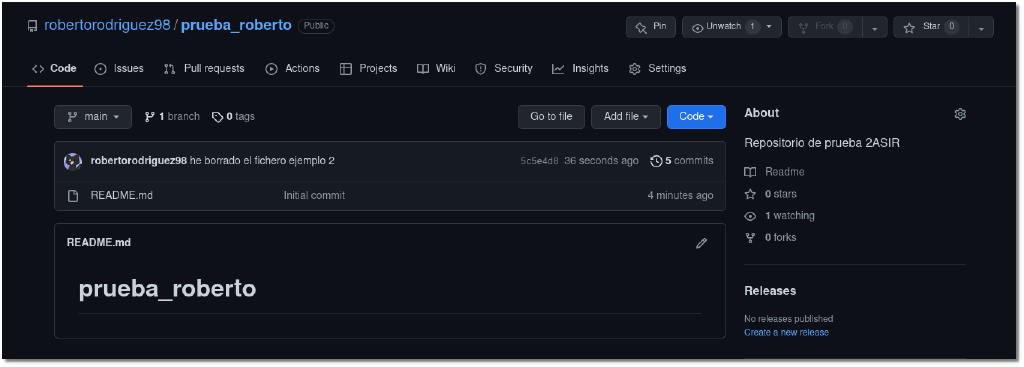 robertorodriguez98 / prueba_roberto Public
Pin Unwatch 1 Fork 0 Star 0
Code Issues Pull requests Actions Projects Wiki Security Insights Settings
main 1 branch 0 tags Go to file Add file Code
robertorodriguez98 he borrado el fichero ejemplo 2 5c5e4d8 36 seconds ago 5 commits
README.md Initial commit 4 minutes ago
README.md
prueba_roberto
About
Repositorio de prueba 2ASIR
Readme
0 stars
1 watching
0 forks
Releases
No releases published
Create a new release